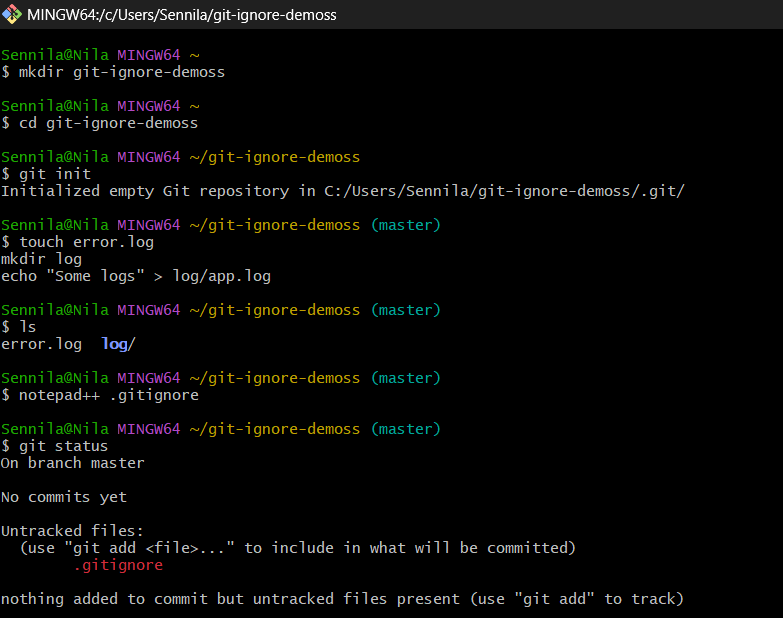 MINGW64:/c/Users/Sennila/git-ignore-demoss
Sennila@Nila MINGW64 ~
$ mkdir git-ignore-demoss
Sennila@Nila MINGW64 ~
$ cd git-ignore-demoss
Sennila@Nila MINGW64 ~/git-ignore-demoss
$ git init
Initialized empty Git repository in C:/Users/Sennila/git-ignore-demoss/.git/
Sennila@Nila MINGW64 ~/git-ignore-demoss (master)
$ touch error.log
mkdir log
echo "Some logs" > log/app.log
Sennila@Nila MINGW64 ~/git-ignore-demoss (master)
$ ls
error.log  log/
Sennila@Nila MINGW64 ~/git-ignore-demoss (master)
$ notepad++ .gitignore
Sennila@Nila MINGW64 ~/git-ignore-demoss (master)
$ git status
On branch master
No commits yet
Untracked files:
  (use "git add <file>..." to include in what will be committed)
        .gitignore
nothing added to commit but untracked files present (use "git add" to track)